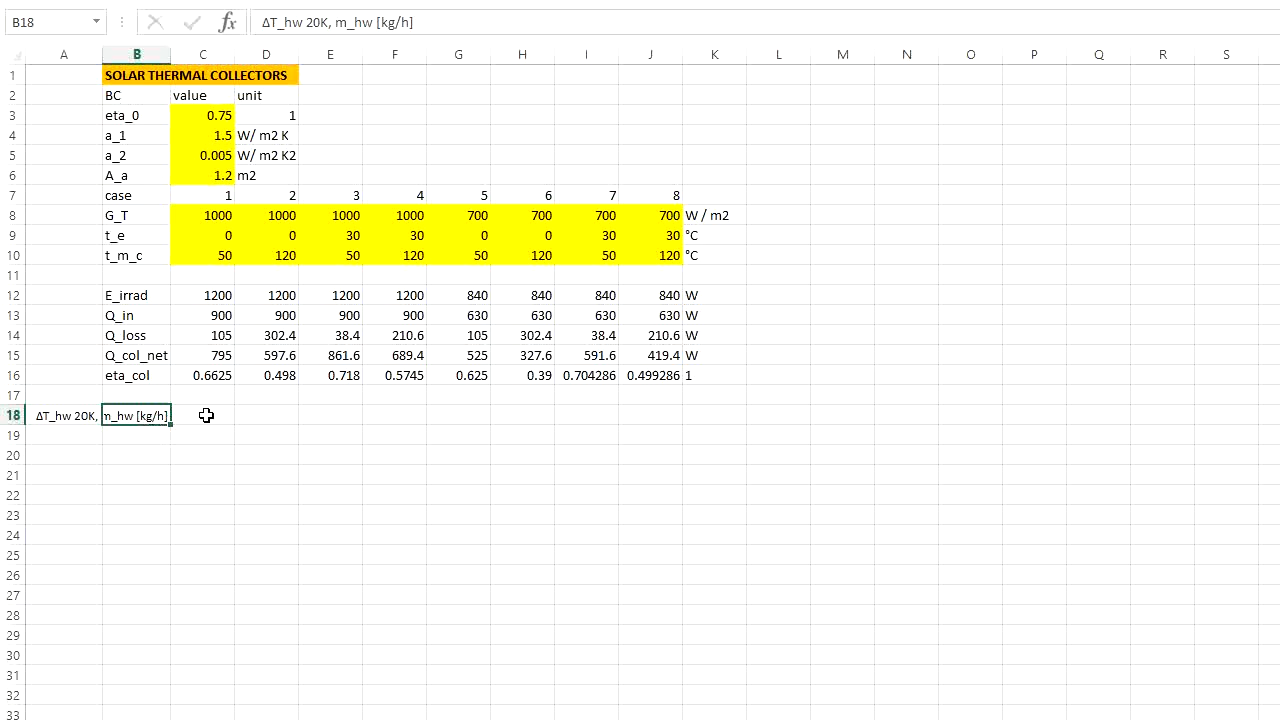 B18 fx ΔT_hw 20K, m_hw [kg/h]
A B C D E F G H I J K L M N O P Q R S
1 SOLAR THERMAL COLLECTORS
2 BC value unit
3 eta_0 0.75 1
4 a_1 1.5 W/ m2 K
5 a_2 0.005 W/ m2 K2
6 A_a 1.2 m2
7 case 1 2 3 4 5 6 7 8
8 G_T 1000 1000 1000 1000 700 700 700 700 W / m2
9 t_e 0 0 30 30 0 0 30 30 °C
10 t_m_c 50 120 50 120 50 120 50 120 °C
11
12 E_irrad 1200 1200 1200 1200 840 840 840 840 W
13 Q_in 900 900 900 900 630 630 630 630 W
14 Q_loss 105 302.4 38.4 210.6 105 302.4 38.4 210.6 W
15 Q_col_net 795 597.6 861.6 689.4 525 327.6 591.6 419.4 W
16 eta_col 0.6625 0.498 0.718 0.5745 0.625 0.39 0.704286 0.499286 1
17
18 ΔT_hw 20K, m_hw [kg/h]
19
20
21
22
23
24
25
26
27
28
29
30
31
32
33